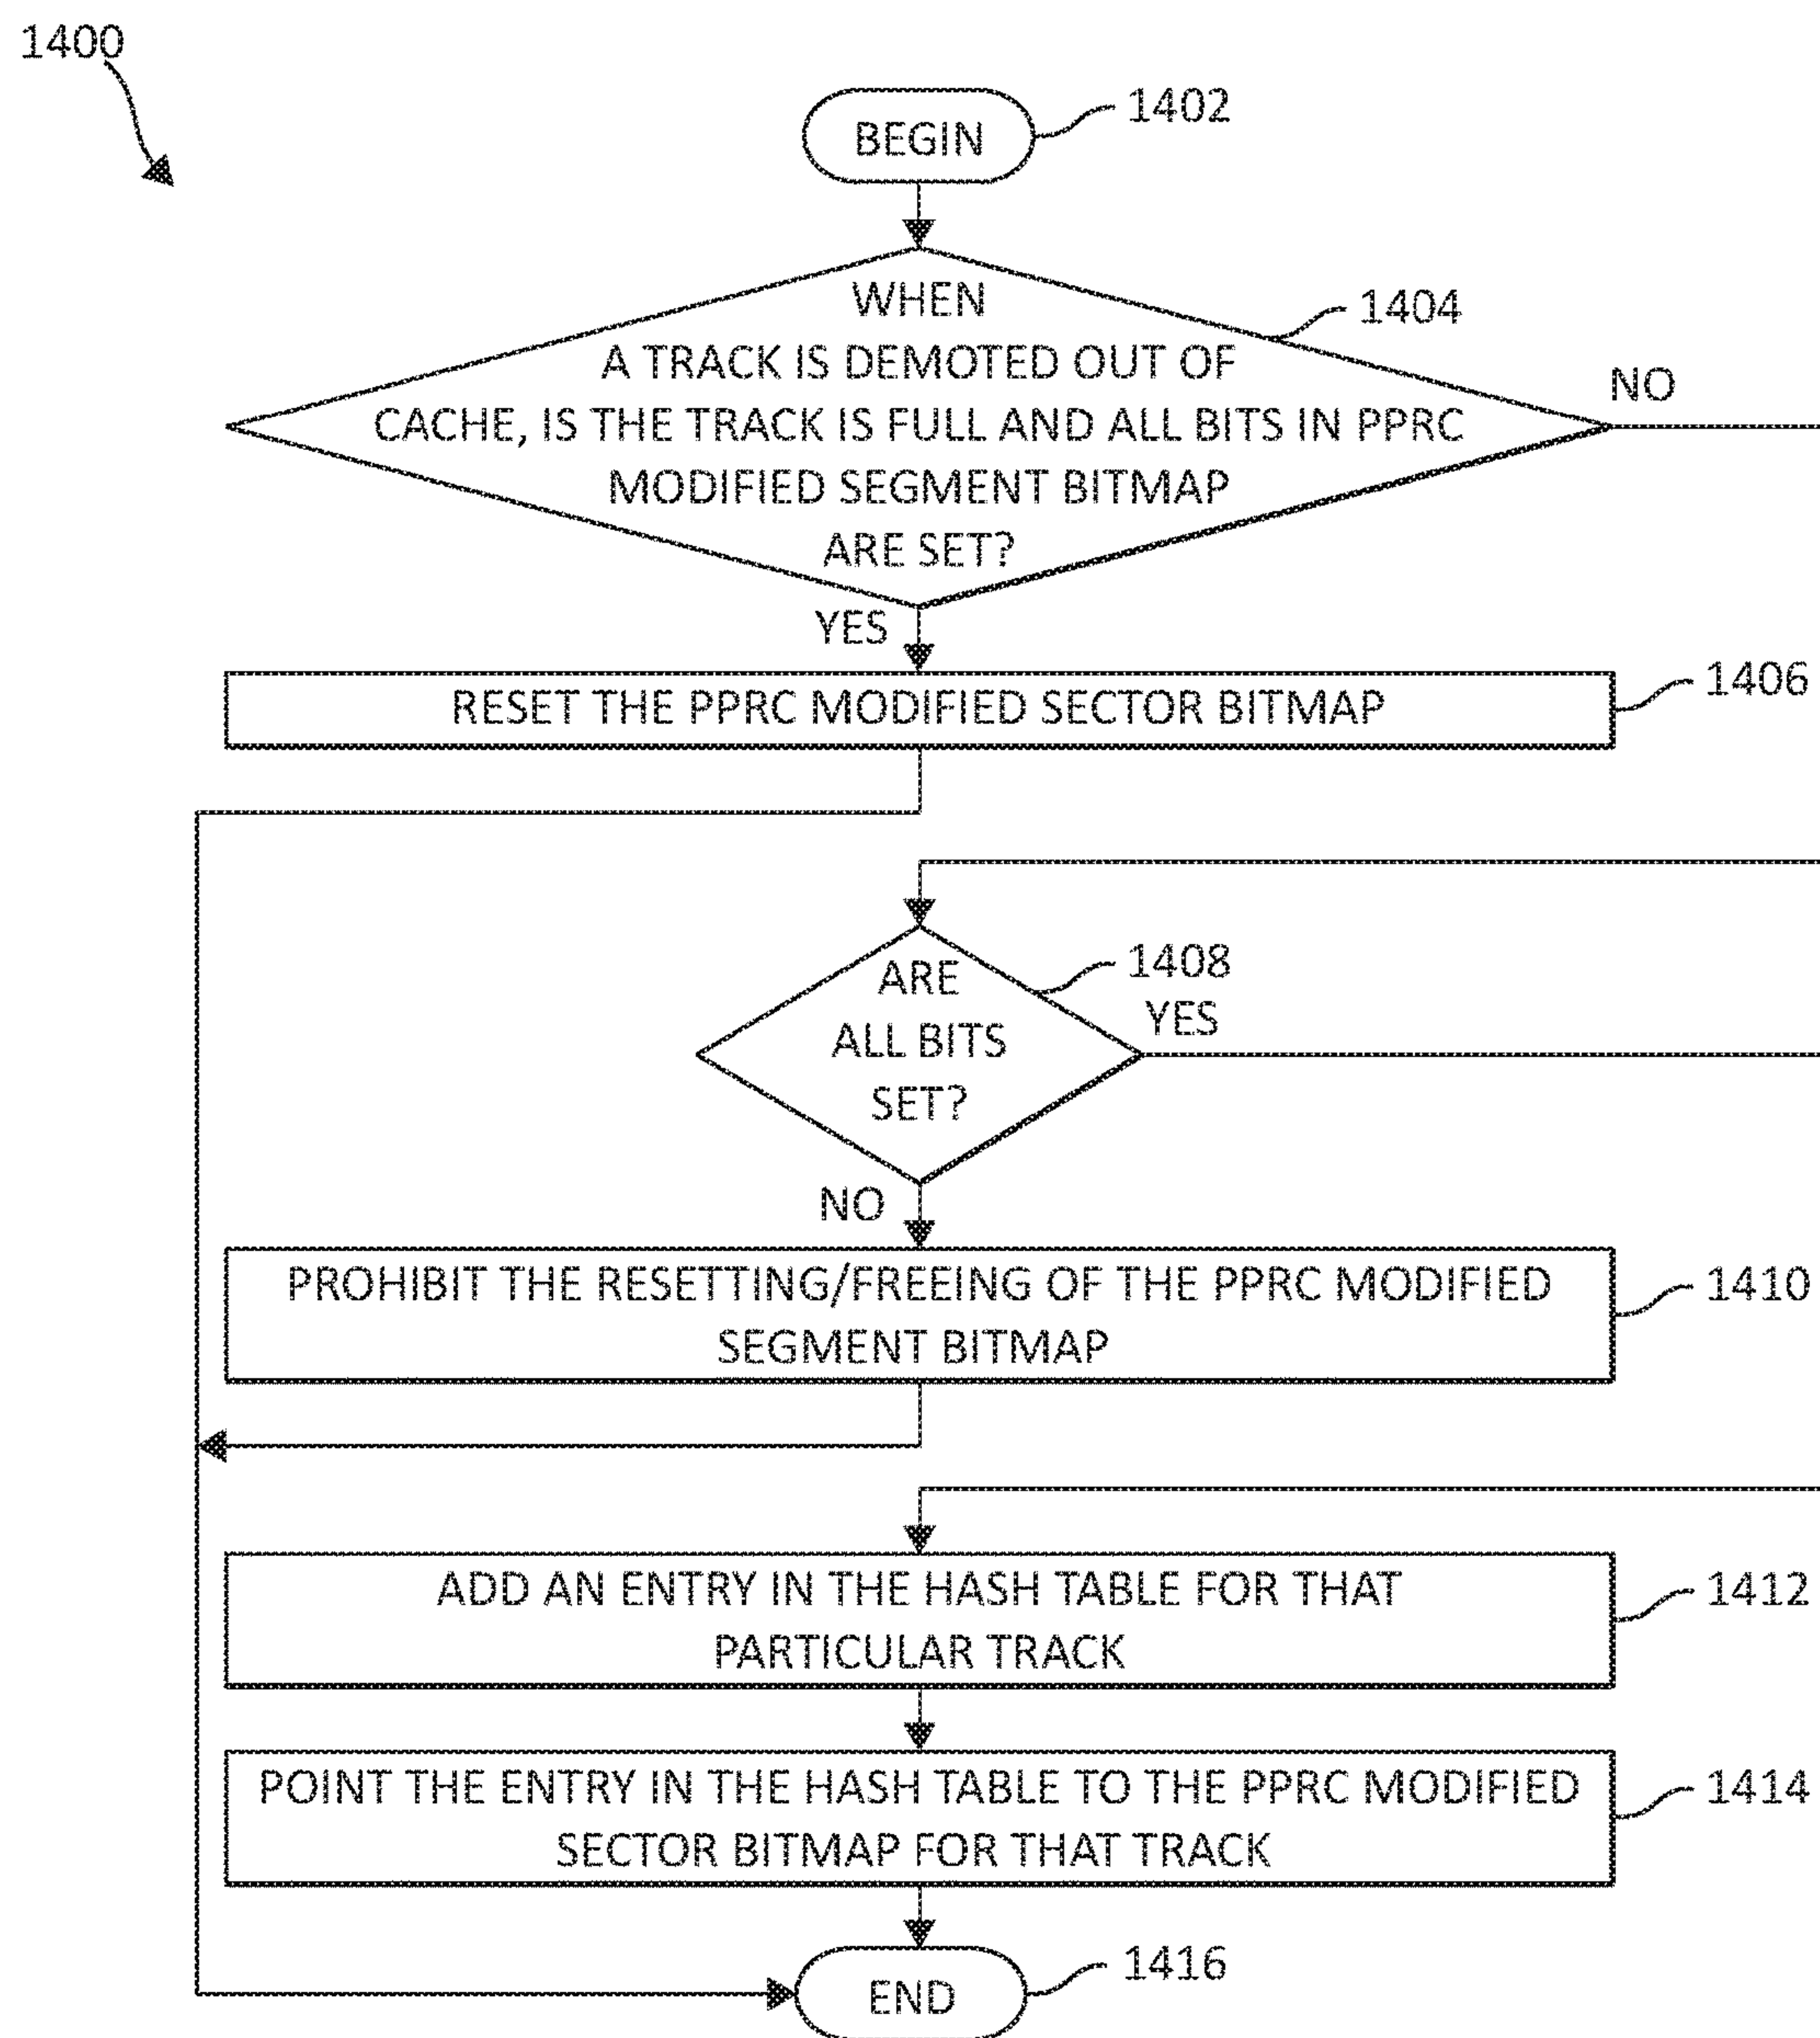 1400
BEGIN
1402
WHEN
A TRACK IS DEMOTED OUT OF
CACHE, IS THE TRACK IS FULL AND ALL BITS IN PPRC
MODIFIED SEGMENT BITMAP
ARE SET?
1404
NO
YES
RESET THE PPRC MODIFIED SECTOR BITMAP
1406
ARE
ALL BITS
SET?
1408
YES
NO
PROHIBIT THE RESETTING/FREEING OF THE PPRC MODIFIED
SEGMENT BITMAP
1410
ADD AN ENTRY IN THE HASH TABLE FOR THAT
PARTICULAR TRACK
1412
POINT THE ENTRY IN THE HASH TABLE TO THE PPRC MODIFIED
SECTOR BITMAP FOR THAT TRACK
1414
END
1416